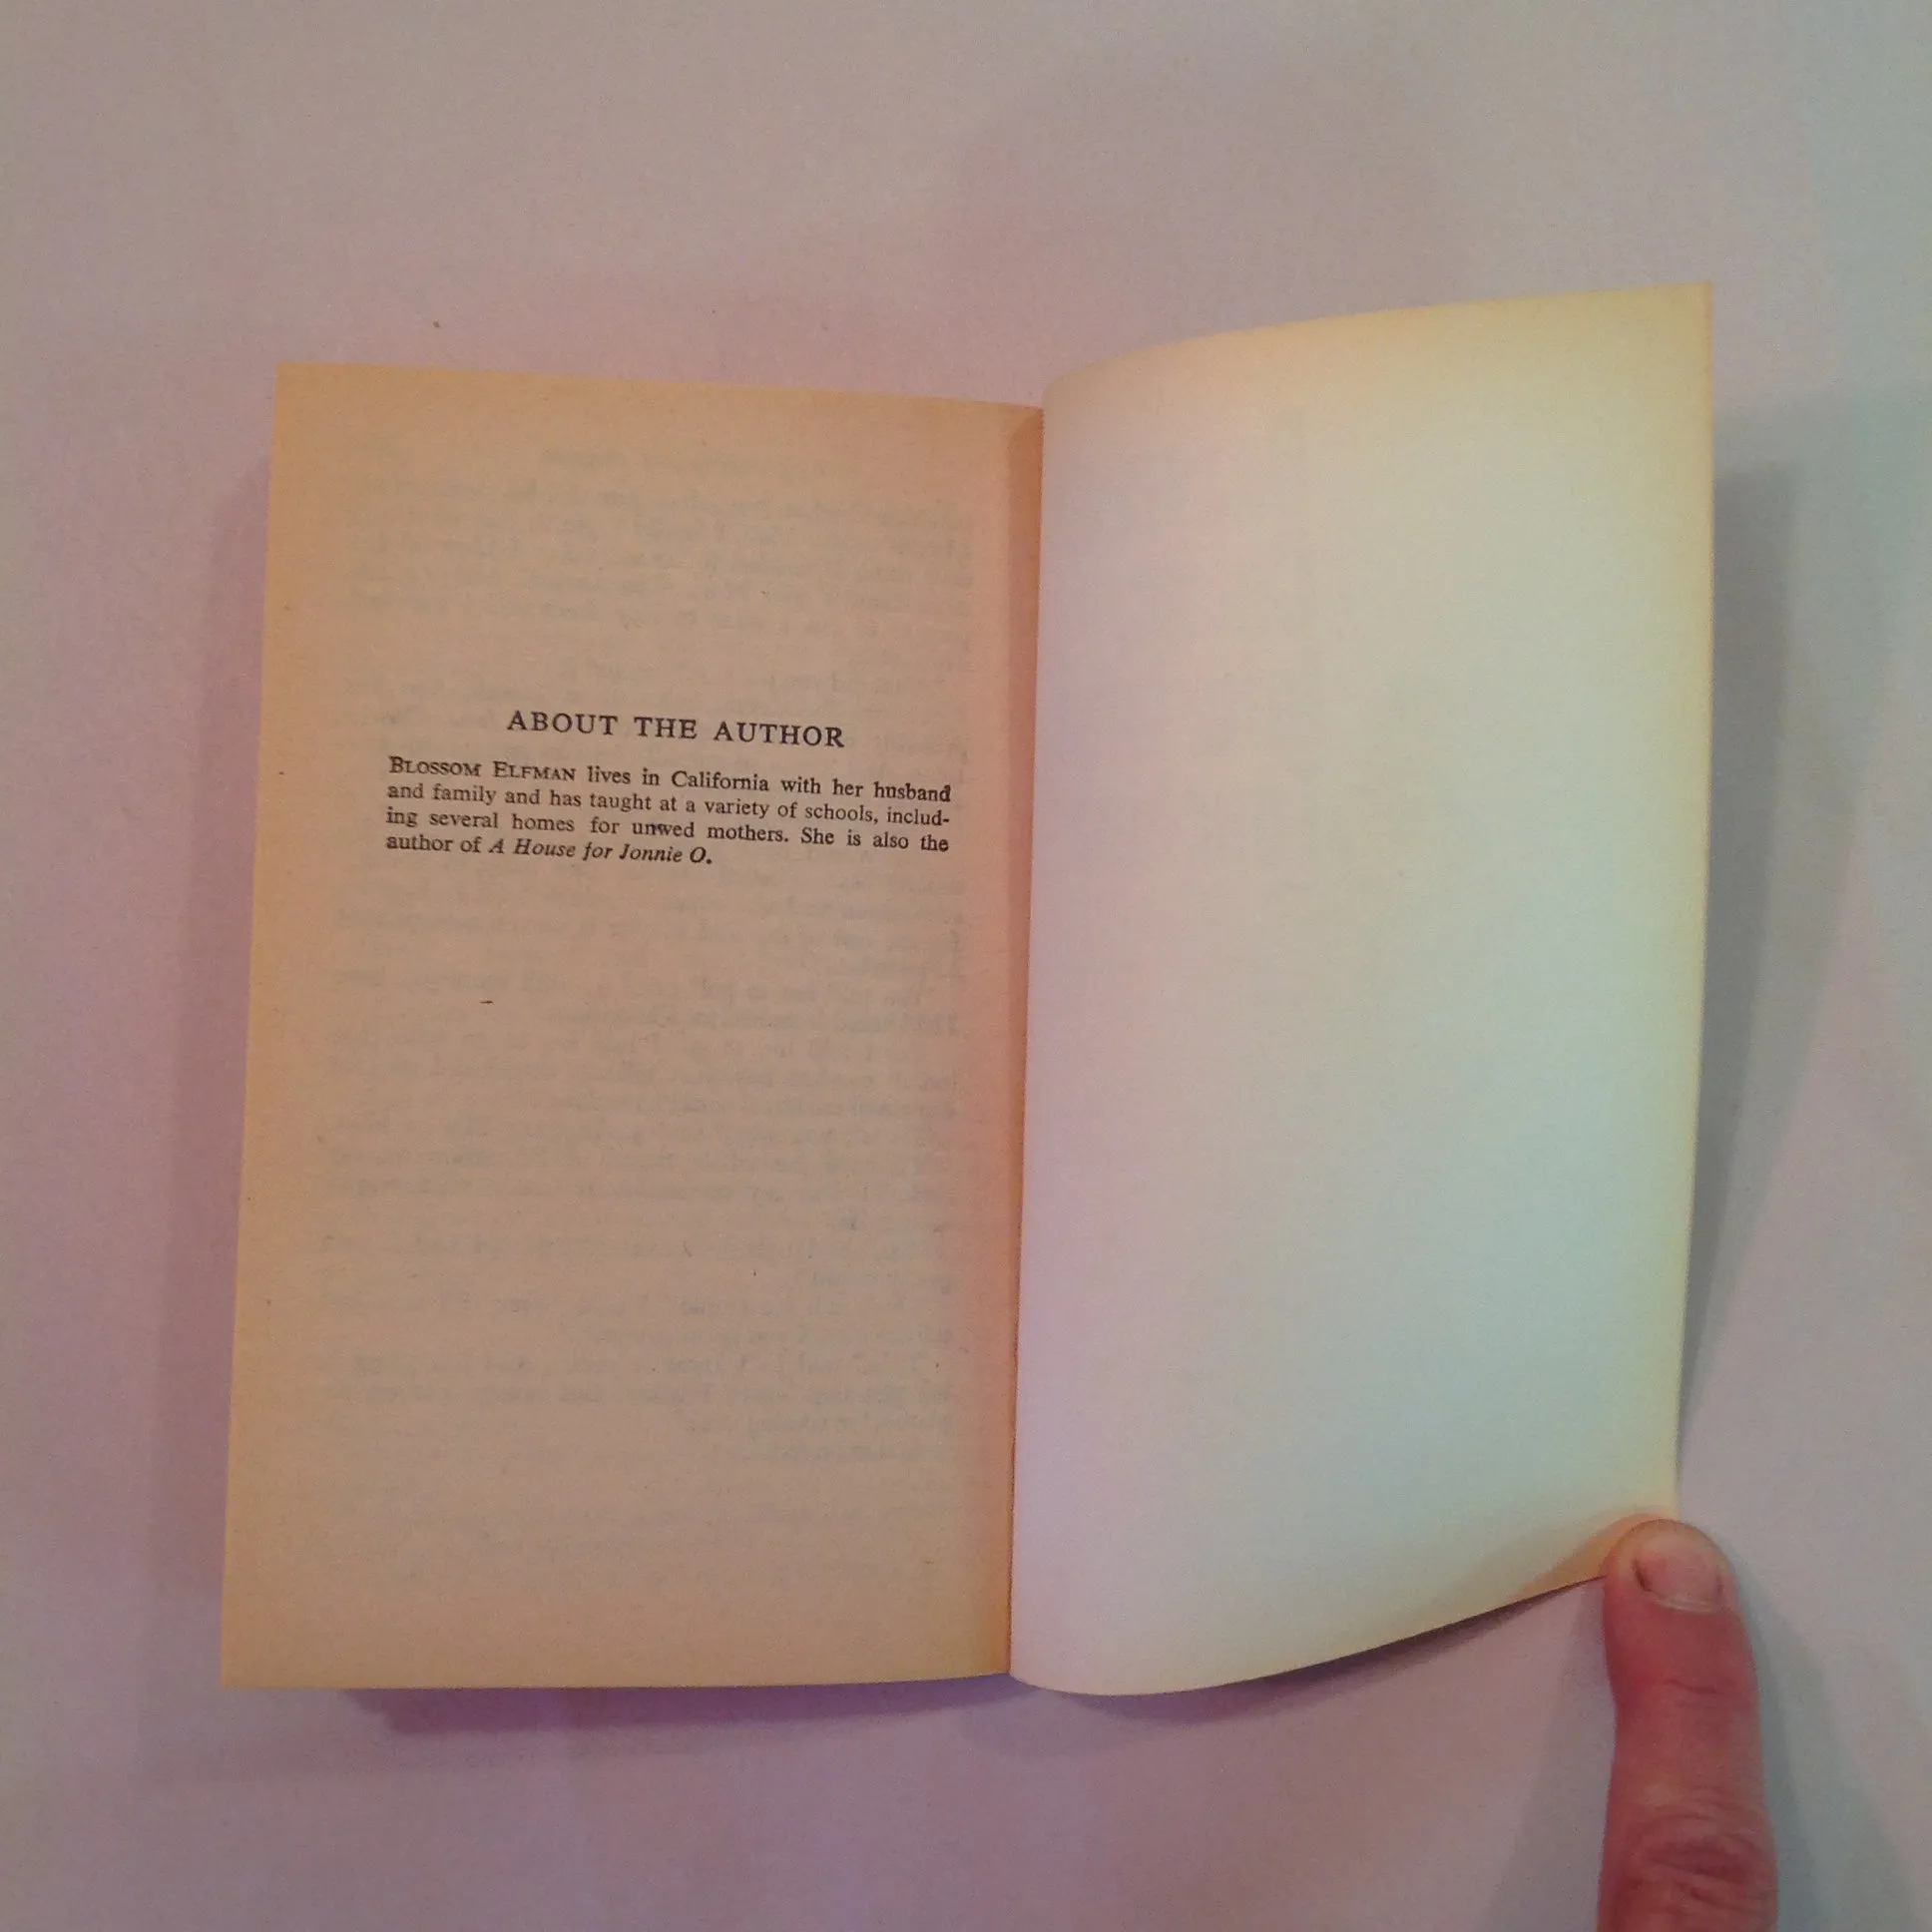 ABOUT THE AUTHOR
BLOSSOM ELFMAN lives in California with her husband
and family and has taught at a variety of schools, includ-
ing several homes for unwed mothers. She is also the
author of A House for Jonnie O.